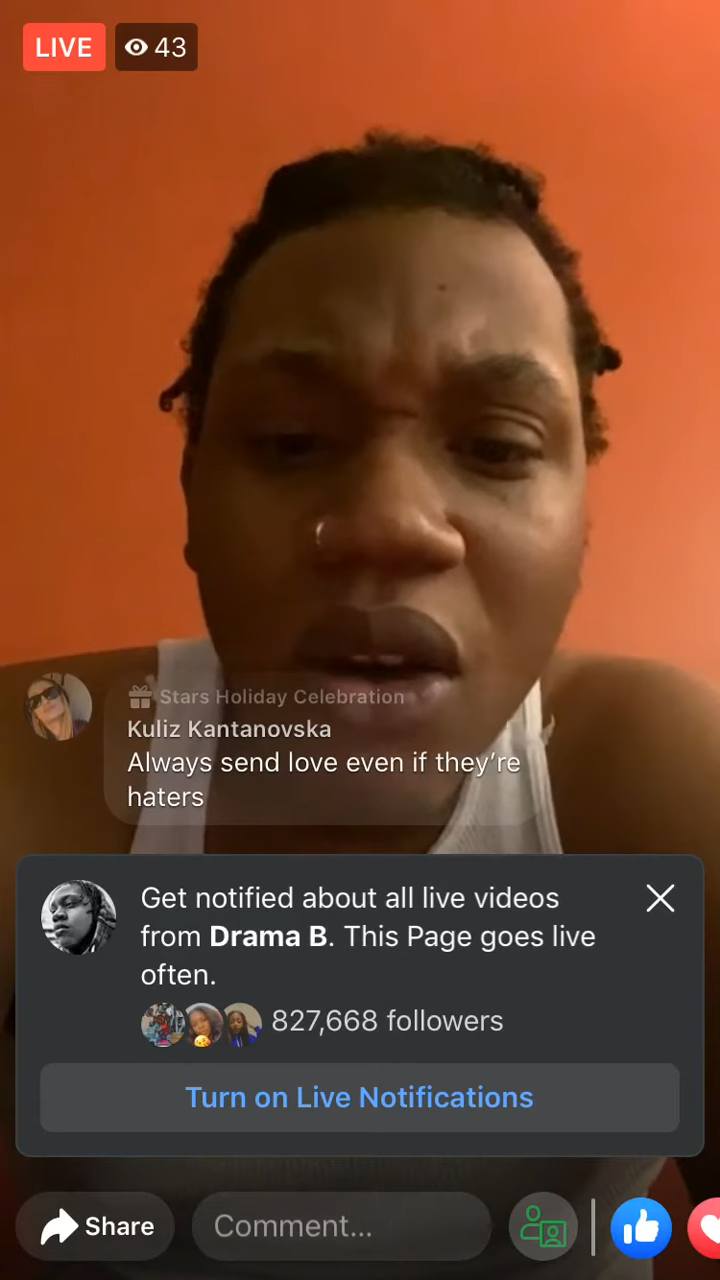 LIVE
43
Stars Holiday Celebration
Kuliz Kantanovska
Always send love even if they’re
haters
Get notified about all live videos
from Drama B. This Page goes live
often.
827,668 followers
Turn on Live Notifications
Share
Comment...